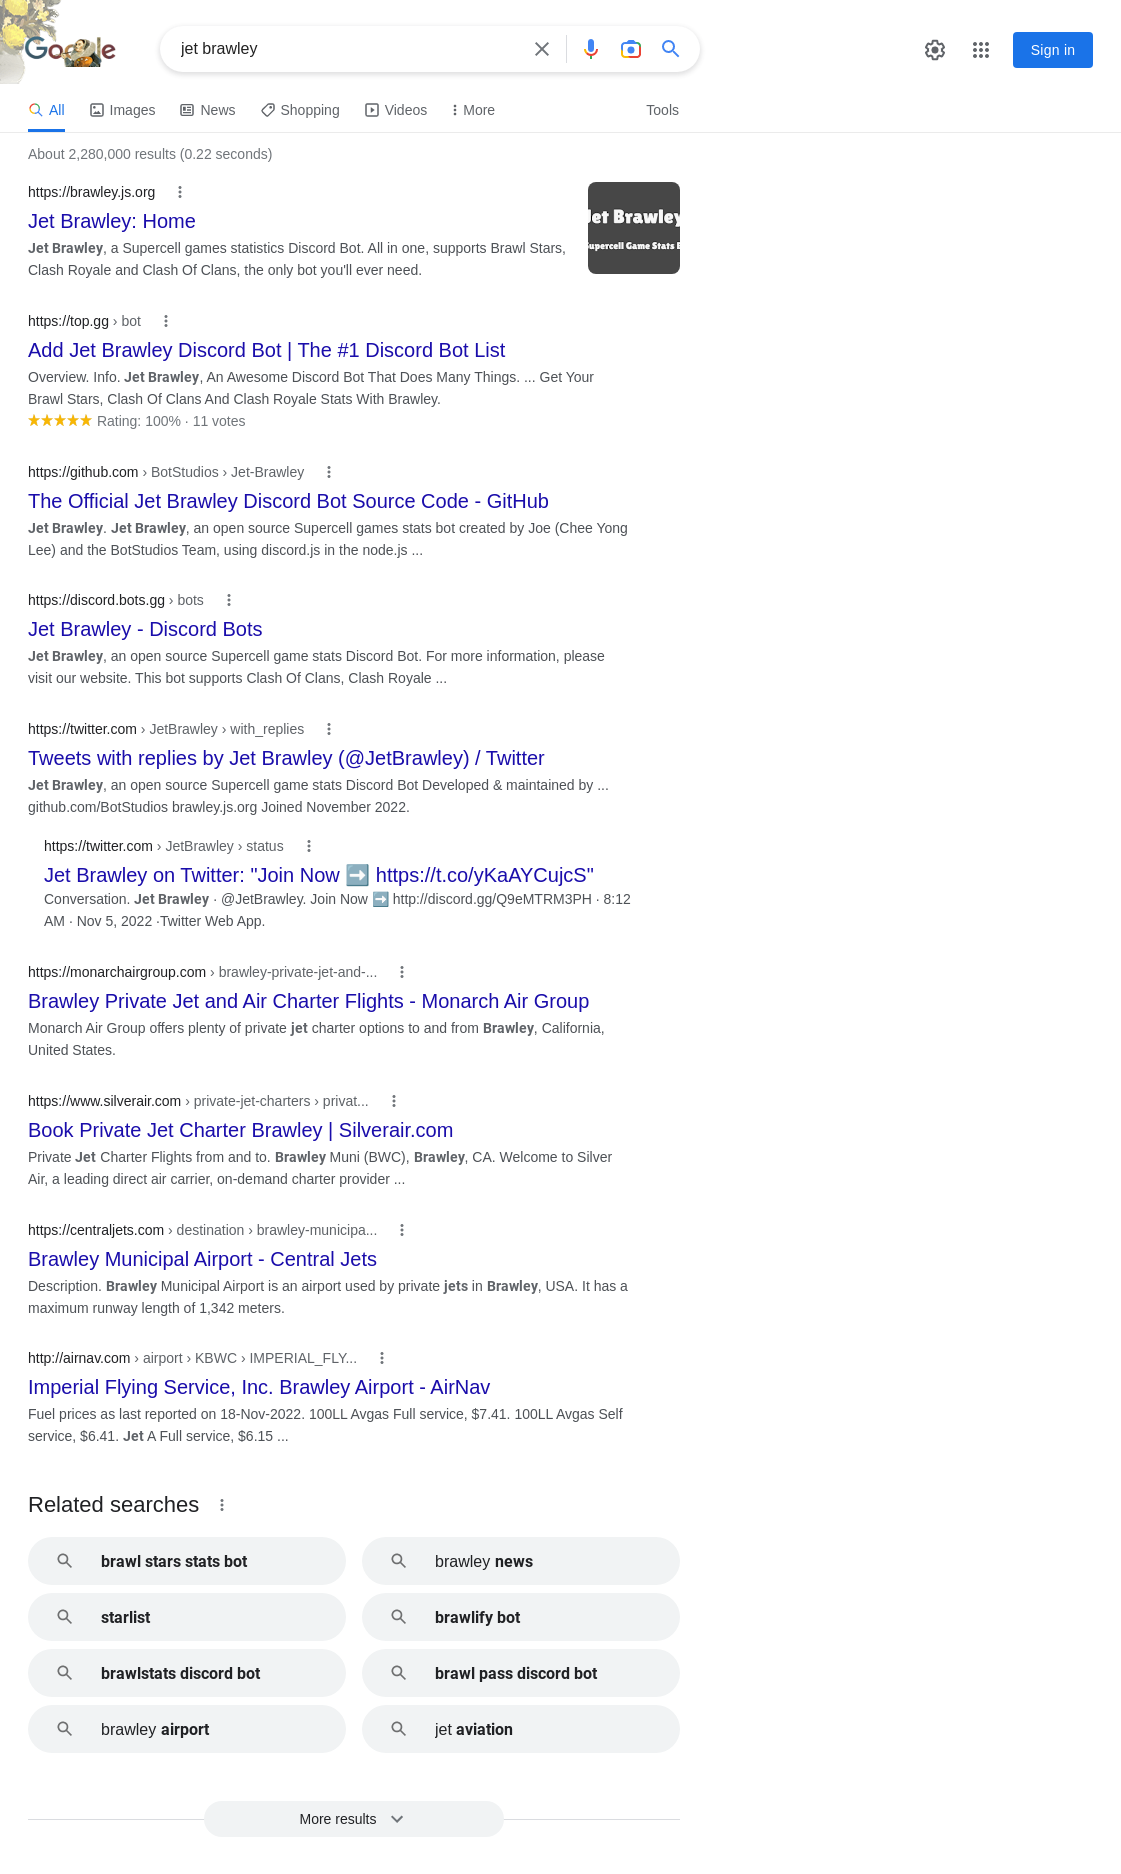 Google
jet brawley
Sign in
All
Images
News
Shopping
Videos
More
Tools
About 2,280,000 results (0.22 seconds)
https://brawley.js.org
Jet Brawley: Home
Jet Brawley, a Supercell games statistics Discord Bot. All in one, supports Brawl Stars,
Clash Royale and Clash Of Clans, the only bot you'll ever need.
Jet Brawley
Supercell Game Stats B
https://top.gg › bot
Add Jet Brawley Discord Bot | The #1 Discord Bot List
Overview. Info. Jet Brawley, An Awesome Discord Bot That Does Many Things. ... Get Your
Brawl Stars, Clash Of Clans And Clash Royale Stats With Brawley.
Rating: 100% · 11 votes
https://github.com › BotStudios › Jet-Brawley
The Official Jet Brawley Discord Bot Source Code - GitHub
Jet Brawley. Jet Brawley, an open source Supercell games stats bot created by Joe (Chee Yong
Lee) and the BotStudios Team, using discord.js in the node.js ...
https://discord.bots.gg › bots
Jet Brawley - Discord Bots
Jet Brawley, an open source Supercell game stats Discord Bot. For more information, please
visit our website. This bot supports Clash Of Clans, Clash Royale ...
https://twitter.com › JetBrawley › with_replies
Tweets with replies by Jet Brawley (@JetBrawley) / Twitter
Jet Brawley, an open source Supercell game stats Discord Bot Developed & maintained by ...
github.com/BotStudios brawley.js.org Joined November 2022.
https://twitter.com › JetBrawley › status
Jet Brawley on Twitter: "Join Now ➡️ https://t.co/yKaAYCujcS"
Conversation. Jet Brawley · @JetBrawley. Join Now ➡️ http://discord.gg/Q9eMTRM3PH · 8:12
AM · Nov 5, 2022 ·Twitter Web App.
https://monarchairgroup.com › brawley-private-jet-and-...
Brawley Private Jet and Air Charter Flights - Monarch Air Group
Monarch Air Group offers plenty of private jet charter options to and from Brawley, California,
United States.
https://www.silverair.com › private-jet-charters › privat...
Book Private Jet Charter Brawley | Silverair.com
Private Jet Charter Flights from and to. Brawley Muni (BWC), Brawley, CA. Welcome to Silver
Air, a leading direct air carrier, on-demand charter provider ...
https://centraljets.com › destination › brawley-municipa...
Brawley Municipal Airport - Central Jets
Description. Brawley Municipal Airport is an airport used by private jets in Brawley, USA. It has a
maximum runway length of 1,342 meters.
http://airnav.com › airport › KBWC › IMPERIAL_FLY...
Imperial Flying Service, Inc. Brawley Airport - AirNav
Fuel prices as last reported on 18-Nov-2022. 100LL Avgas Full service, $7.41. 100LL Avgas Self
service, $6.41. Jet A Full service, $6.15 ...
Related searches
brawl stars stats bot
brawley news
starlist
brawlify bot
brawlstats discord bot
brawl pass discord bot
brawley airport
jet aviation
More results